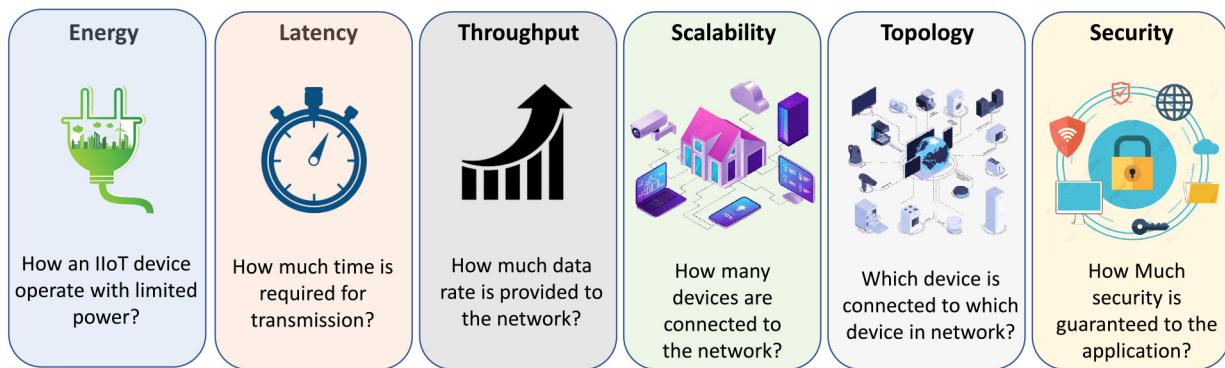 Energy
How an IIoT device
operate with limited
power?
Latency
How much time is
required for
transmission?
Throughput
How much data
rate is provided to
the network?
Scalability
How many
devices are
connected to
the network?
Topology
Which device is
connected to which
device in network?
Security
How Much
security is
guaranteed to the
application?